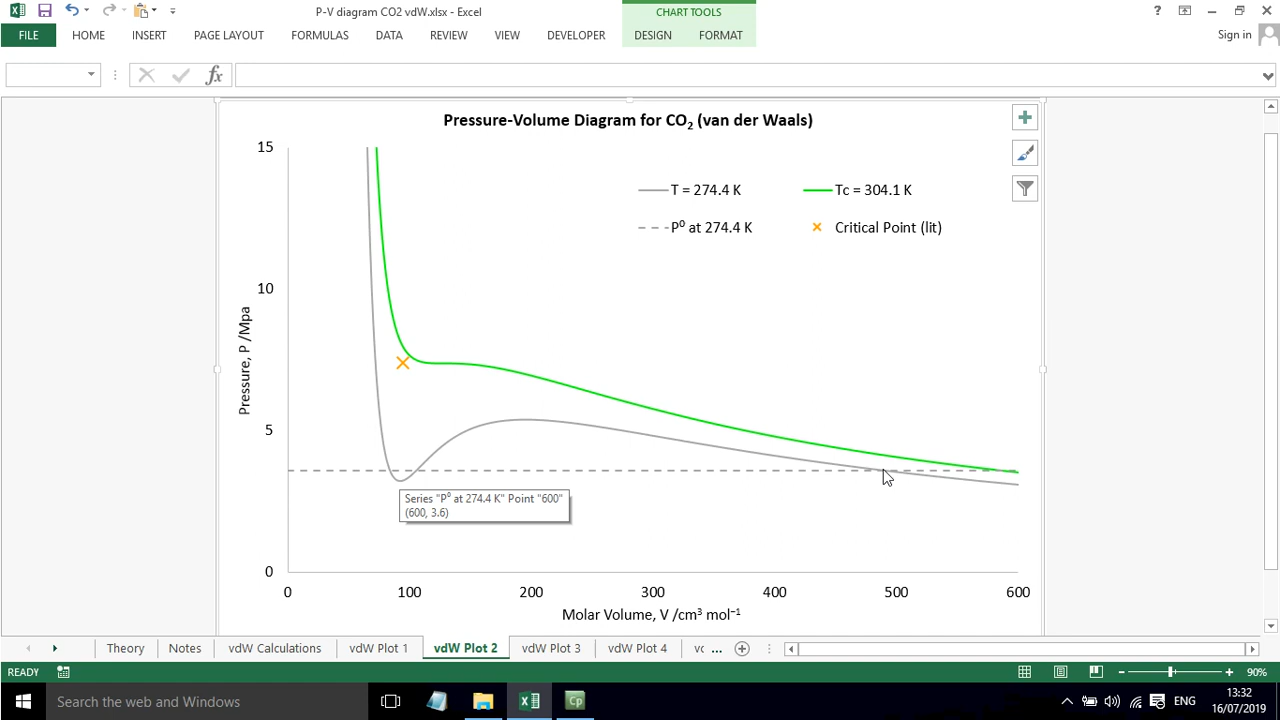 P-V diagram CO2 vdW.xlsx - Excel
CHART TOOLS
?
FILE HOME INSERT PAGE LAYOUT FORMULAS DATA REVIEW VIEW DEVELOPER DESIGN FORMAT Sign in
fx
Pressure-Volume Diagram for CO₂ (van der Waals)
15
T = 274.4 K Tc = 304.1 K
P⁰ at 274.4 K Critical Point (lit)
10
Pressure, P /Mpa
5
Series "P⁰ at 274.4 K" Point "600"
(600, 3.6)
0
0 100 200 300 400 500 600
Molar Volume, V /cm³ mol⁻¹
Theory Notes vdW Calculations vdW Plot 1 vdW Plot 2 vdW Plot 3 vdW Plot 4 vc ...
READY 90%
Search the web and Windows Cp ENG 13:32
16/07/2019